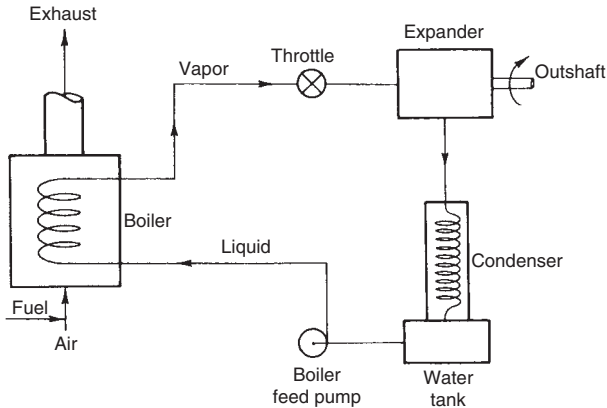 Exhaust
Expander
Vapor
Throttle
Outshaft
Boiler
Liquid
Condenser
Fuel
Air
Boiler
feed pump
Water
tank